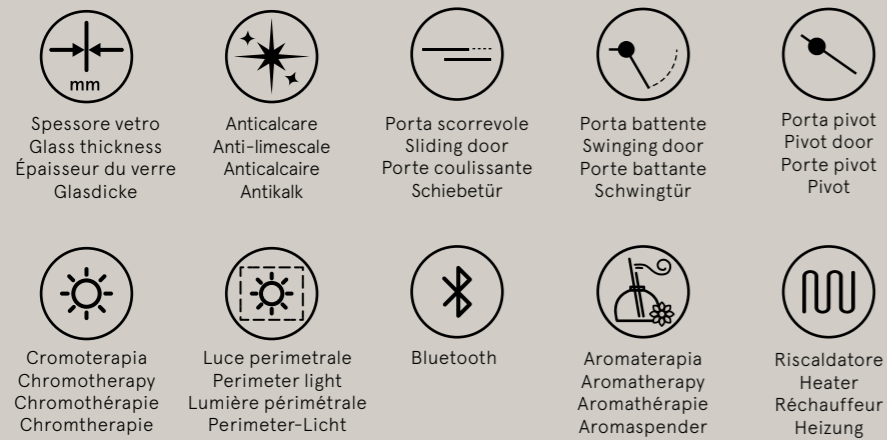 mm
Spessore vetro
Glass thickness
Épaisseur du verre
Glasdicke
Anticalcare
Anti-limescale
Anticalcaire
Antikalk
Porta scorrevole
Sliding door
Porte coulissante
Schiebetür
Porta battente
Swinging door
Porte battante
Schwingtür
Porta pivot
Pivot door
Porte pivot
Pivot
Cromoterapia
Chromotherapy
Chromothérapie
Chromtherapie
Luce perimetrale
Perimeter light
Lumière périmétrale
Perimeter-Licht
Bluetooth
Aromaterapia
Aromatherapy
Aromathérapie
Aromaspender
Riscaldatore
Heater
Réchauffeur
Heizung